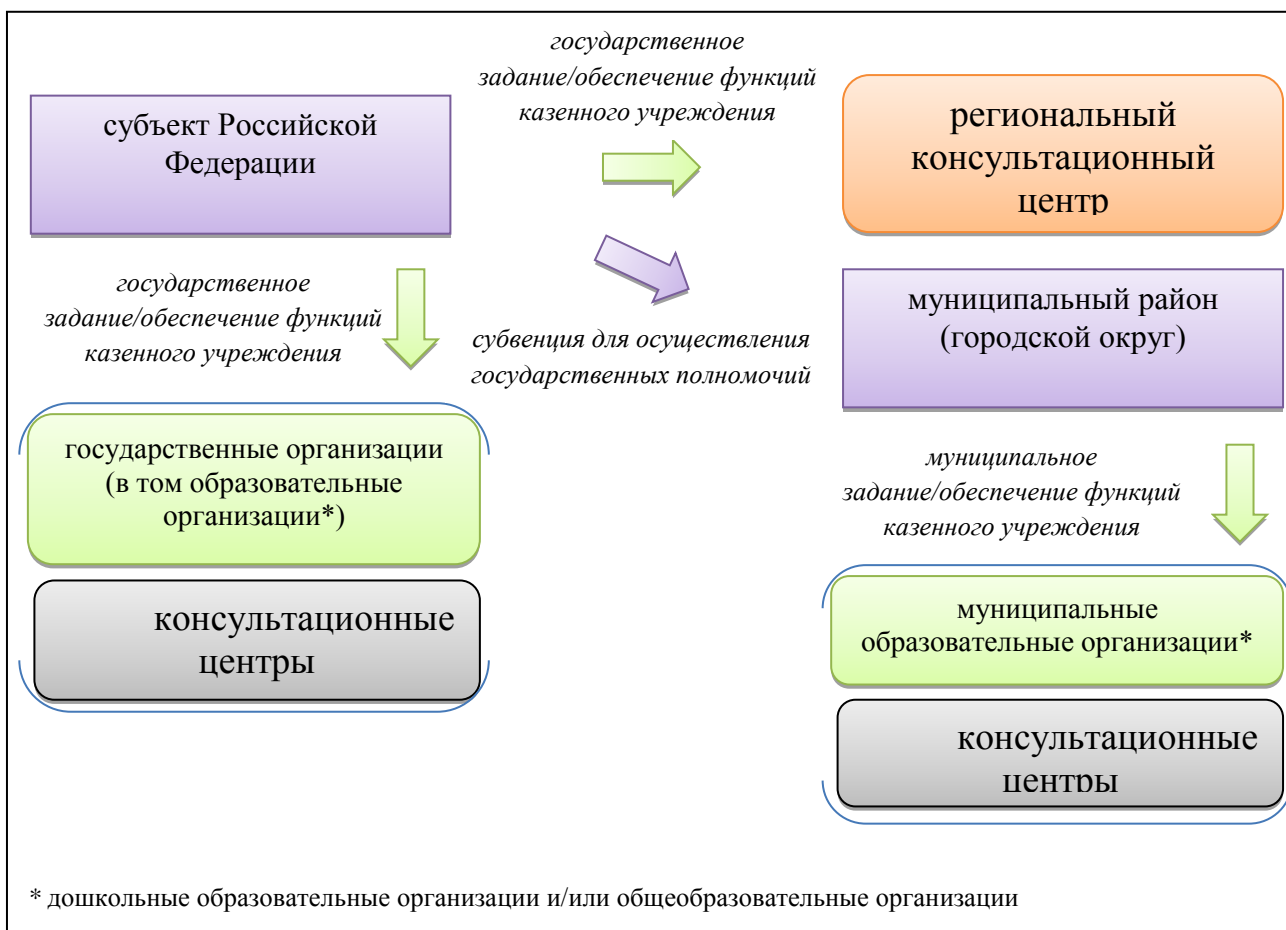 государственное
задание/обеспечение функций
казенного учреждения
субъект Российской
Федерации
региональный
консультационный
центр
государственное
задание/обеспечение функций
казенного учреждения
субвенция для осуществления
государственных полномочий
муниципальный район
(городской округ)
государственные организации
(в том образовательные
организации*)
консультационные
центры
муниципальное
задание/обеспечение функций
казенного учреждения
муниципальные
образовательные организации*
консультационные
центры
* дошкольные образовательные организации и/или общеобразовательные организации